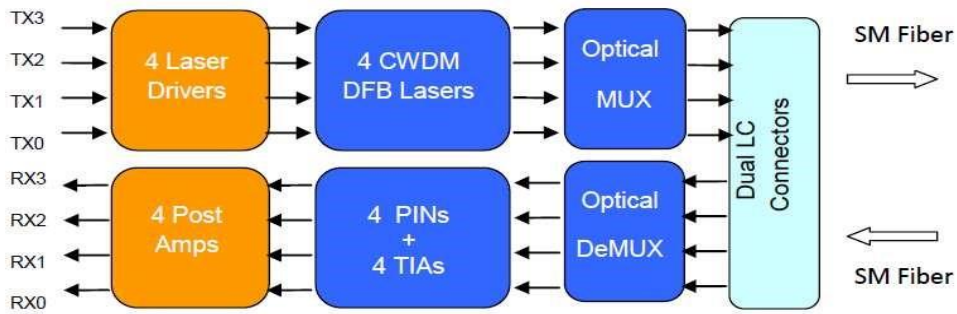 TX3
TX2
TX1
TX0
4 Laser
Drivers
4 CWDM
DFB Lasers
Optical
MUX
SM Fiber
Dual LC
Connectors
RX3
RX2
RX1
RX0
4 Post
Amps
4 PINs
+
4 TIAs
Optical
DeMUX
SM Fiber